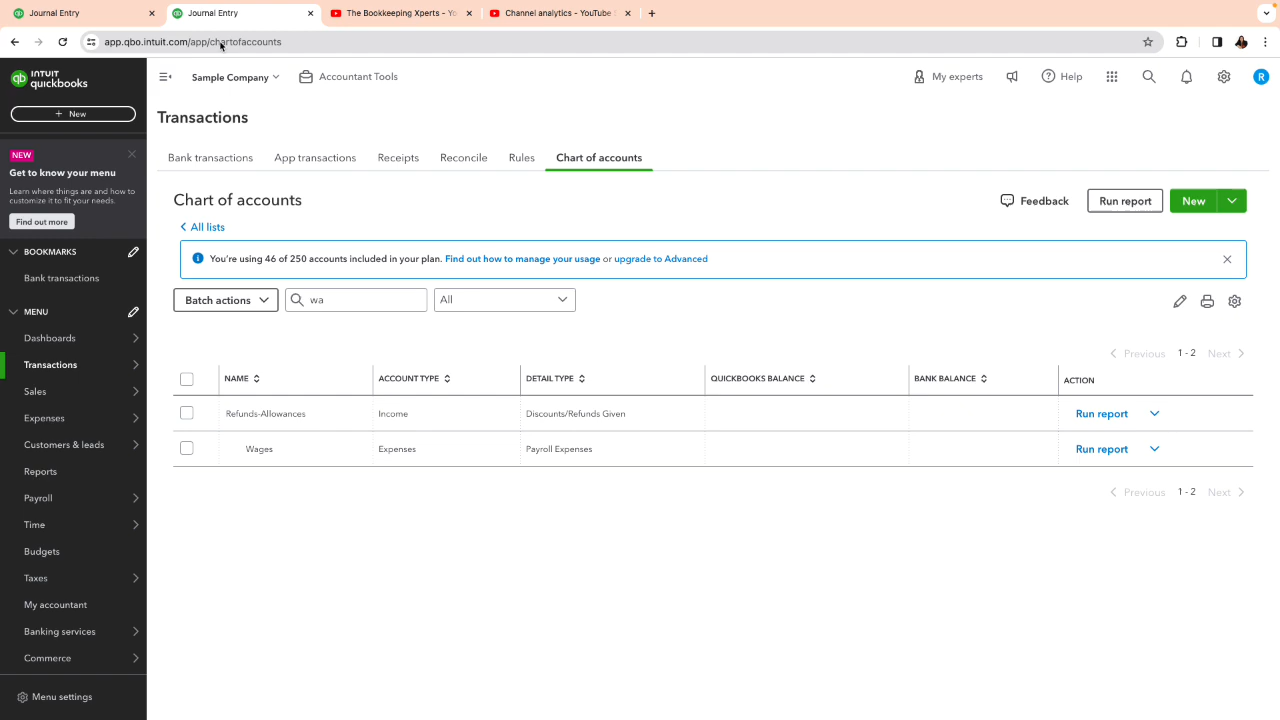 Journal Entry
Journal Entry
The Bookkeeping Xperts – Yo
Channel analytics - YouTube
app.qbo.intuit.com/app/chartofaccounts
INTUIT
quickbooks
Sample Company
Accountant Tools
My experts
Help
R
+ New
Transactions
NEW
Get to know your menu
Learn where things are and how to
customize it to fit your needs.
Find out more
Bank transactions
App transactions
Receipts
Reconcile
Rules
Chart of accounts
Chart of accounts
Feedback
Run report
New
All lists
You're using 46 of 250 accounts included in your plan. Find out how to manage your usage or upgrade to Advanced
Batch actions
wa
All
Previous 1 - 2 Next
NAME
ACCOUNT TYPE
DETAIL TYPE
QUICKBOOKS BALANCE
BANK BALANCE
ACTION
Refunds-Allowances
Income
Discounts/Refunds Given
Run report
Wages
Expenses
Payroll Expenses
Run report
Previous 1 - 2 Next
BOOKMARKS
Bank transactions
MENU
Dashboards
Transactions
Sales
Expenses
Customers & leads
Reports
Payroll
Time
Budgets
Taxes
My accountant
Banking services
Commerce
Menu settings